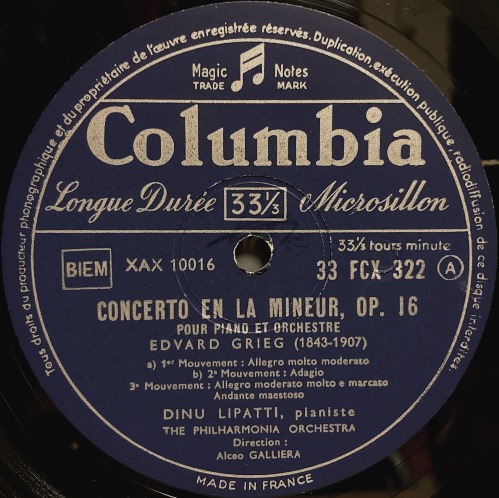 Tous droits du producteur phonographique et du propriétaire de l'œuvre enregistrée réservés. Duplication, exécution publique, radiodiffusion de ce disque interdites.
Magic Notes
TRADE MARK
Columbia
Longue Durée 33⅓ Microsillon
33⅓ tours minute
BIEM XAX 10016 33 FCX 322 A
CONCERTO EN LA MINEUR, OP. 16
POUR PIANO ET ORCHESTRE
EDVARD GRIEG (1843-1907)
a) 1er Mouvement : Allegro molto moderato
b) 2e Mouvement : Adagio
3e Mouvement : Allegro moderato molto e marcaso
Andante maestoso
DINU LIPATTI, pianiste
THE PHILHARMONIA ORCHESTRA
Direction :
Alceo GALLIERA
MADE IN FRANCE